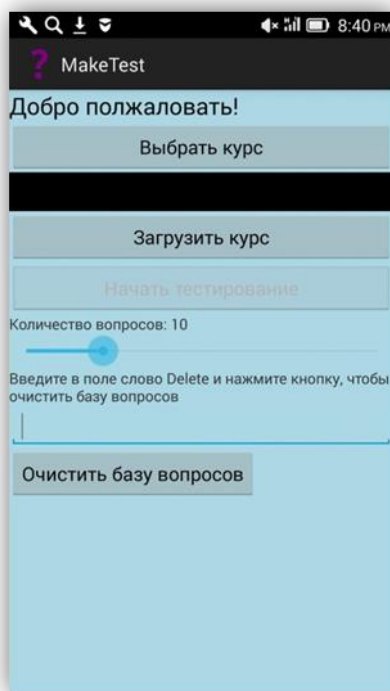 8:40 PM
MakeTest
Добро полжаловать!
Выбрать курс
Загрузить курс
Начать тестирование
Количество вопросов: 10
Введите в поле слово Delete и нажмите кнопку, чтобы
очистить базу вопросов
Очистить базу вопросов